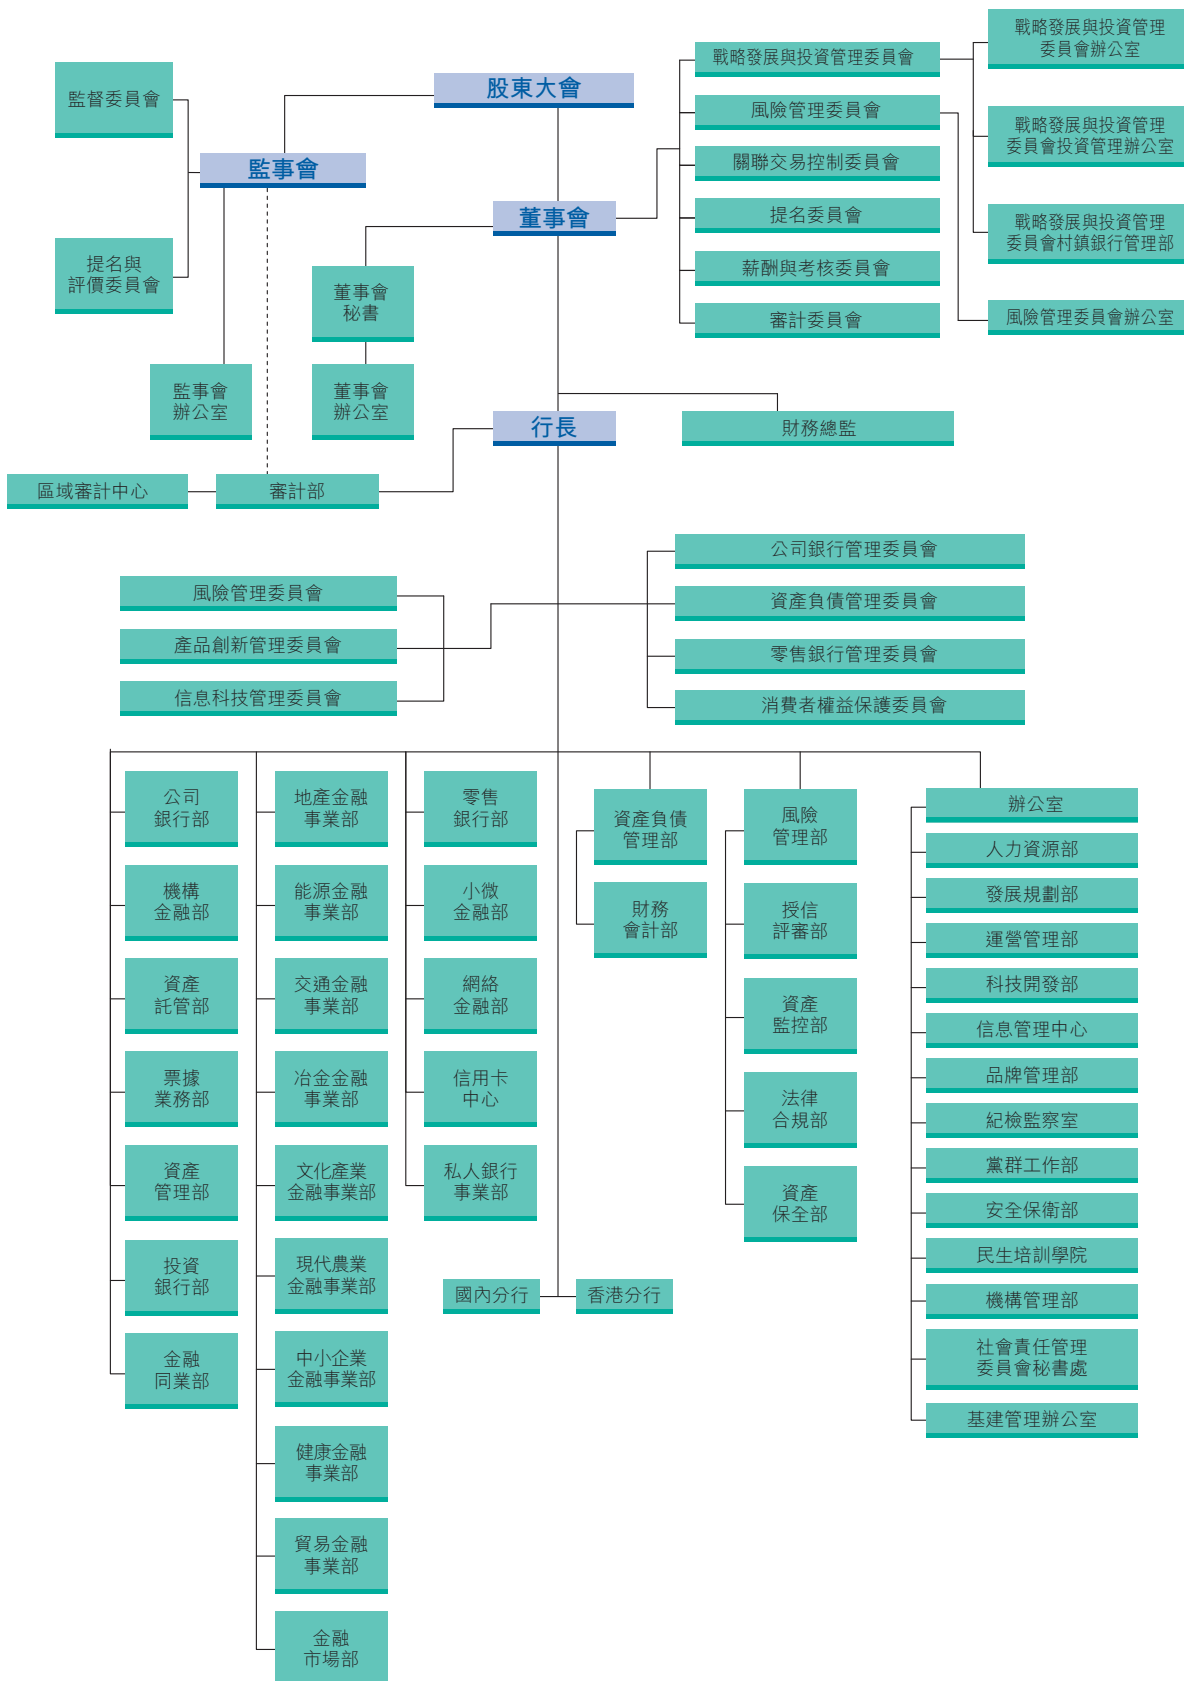 股東大會
監督委員會
監事會
提名與
評價委員會
董事會
董事會
秘書
監事會
辦公室
董事會
辦公室
戰略發展與投資管理委員會
風險管理委員會
關聯交易控制委員會
提名委員會
薪酬與考核委員會
審計委員會
戰略發展與投資管理
委員會辦公室
戰略發展與投資管理
委員會投資管理辦公室
戰略發展與投資管理
委員會村鎮銀行管理部
風險管理委員會辦公室
行長
財務總監
區域審計中心
審計部
風險管理委員會
產品創新管理委員會
信息科技管理委員會
公司銀行管理委員會
資產負債管理委員會
零售銀行管理委員會
消費者權益保護委員會
公司
銀行部
機構
金融部
資產
託管部
票據
業務部
資產
管理部
投資
銀行部
金融
同業部
地產金融
事業部
能源金融
事業部
交通金融
事業部
冶金金融
事業部
文化產業
金融事業部
現代農業
金融事業部
中小企業
金融事業部
健康金融
事業部
貿易金融
事業部
金融
市場部
零售
銀行部
小微
金融部
網絡
金融部
信用卡
中心
私人銀行
事業部
國內分行
香港分行
資產負債
管理部
財務
會計部
風險
管理部
授信
評審部
資產
監控部
法律
合規部
資產
保全部
辦公室
人力資源部
發展規劃部
運營管理部
科技開發部
信息管理中心
品牌管理部
紀檢監察室
黨群工作部
安全保衛部
民生培訓學院
機構管理部
社會責任管理
委員會秘書處
基建管理辦公室